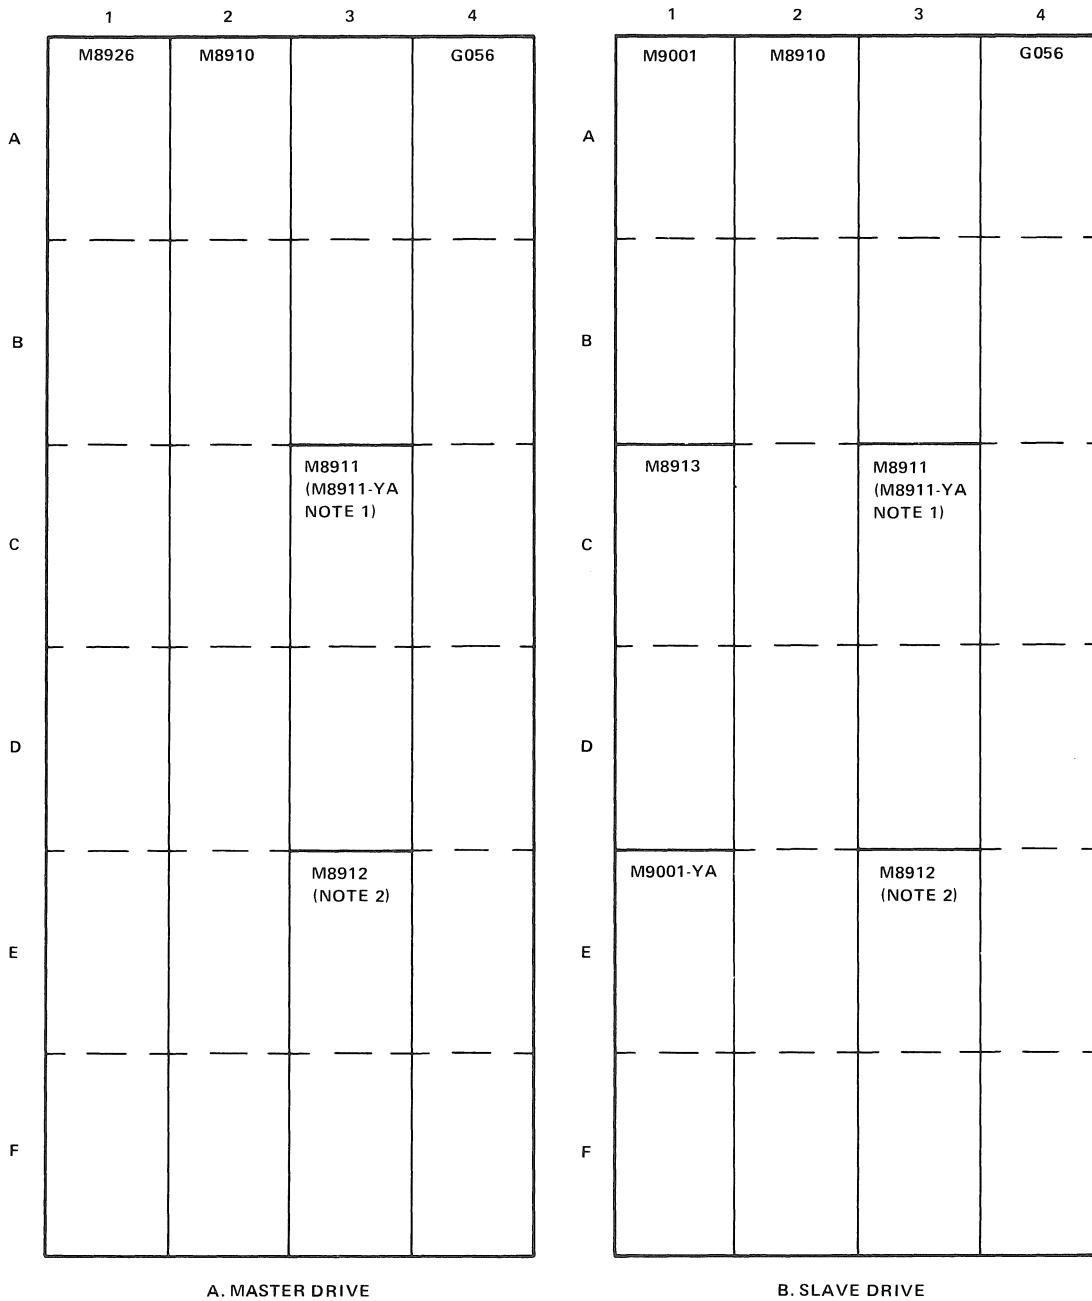 1 2 3 4
M8926 M8910 G056
A
B
M8911
(M8911-YA
NOTE 1)
C
D
M8912
(NOTE 2)
E
F
A. MASTER DRIVE
1 2 3 4
M9001 M8910 G056
A
B
M8913 M8911
(M8911-YA
NOTE 1)
C
D
M9001-YA M8912
(NOTE 2)
E
F
B. SLAVE DRIVE